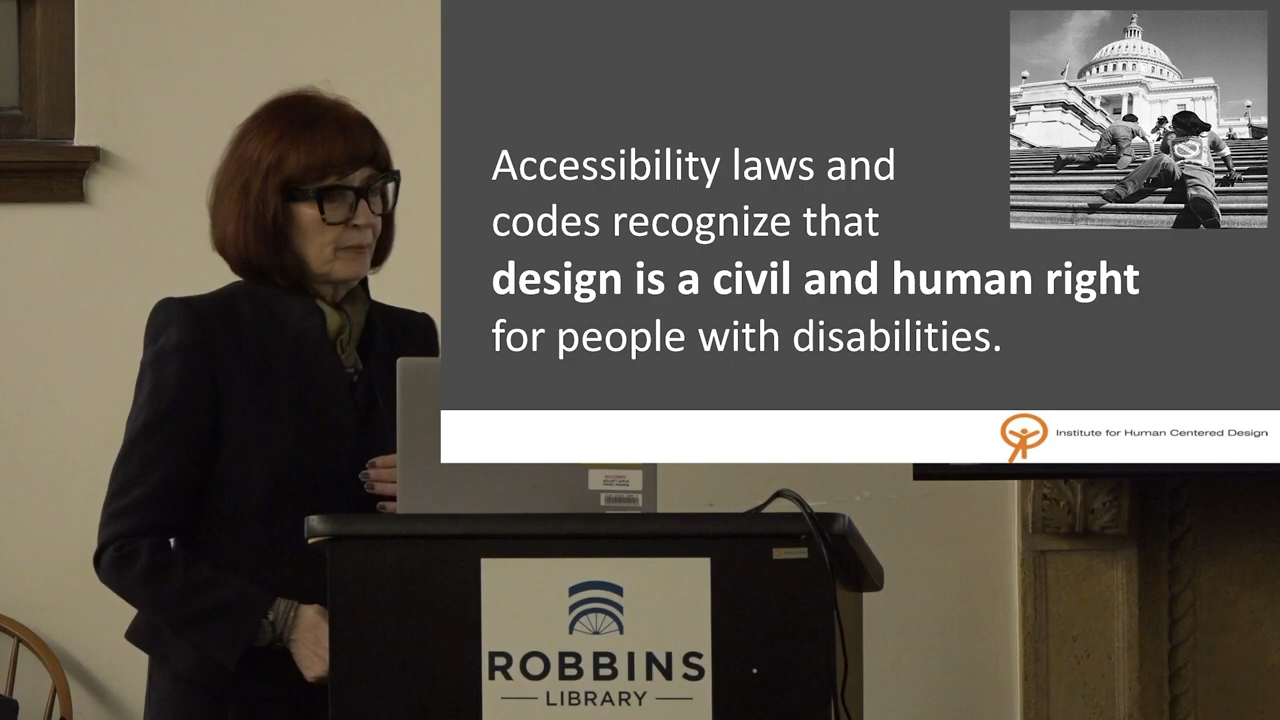 Accessibility laws and
codes recognize that
design is a civil and human right
for people with disabilities.
Institute for Human Centered Design
ROBBINS
LIBRARY